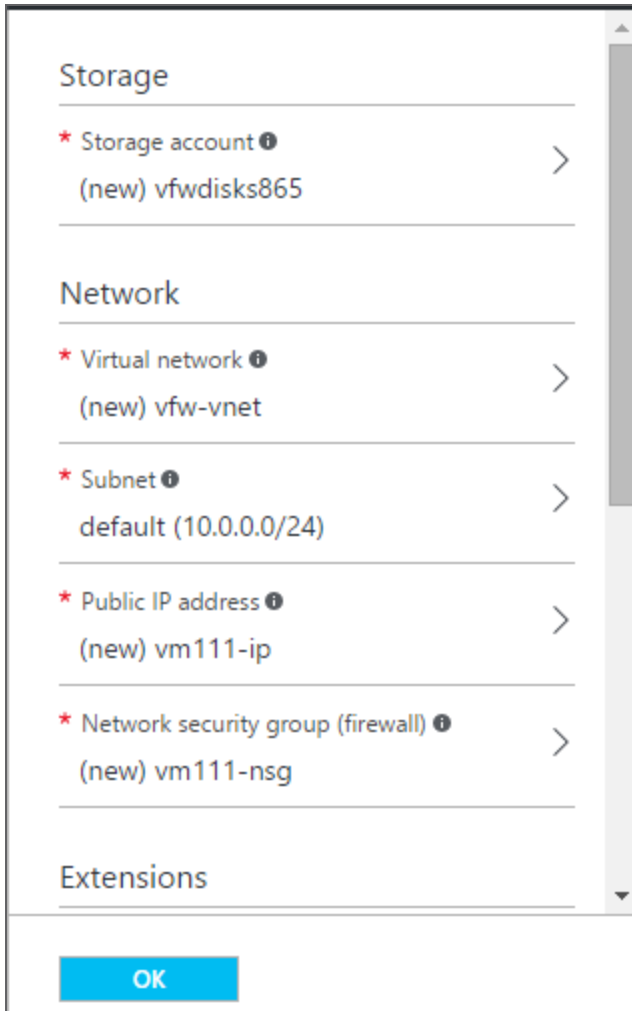 Storage
* Storage account
(new) vfwdisks865
Network
* Virtual network
(new) vfw-vnet
* Subnet
default (10.0.0.0/24)
* Public IP address
(new) vm111-ip
* Network security group (firewall)
(new) vm111-nsg
Extensions
OK